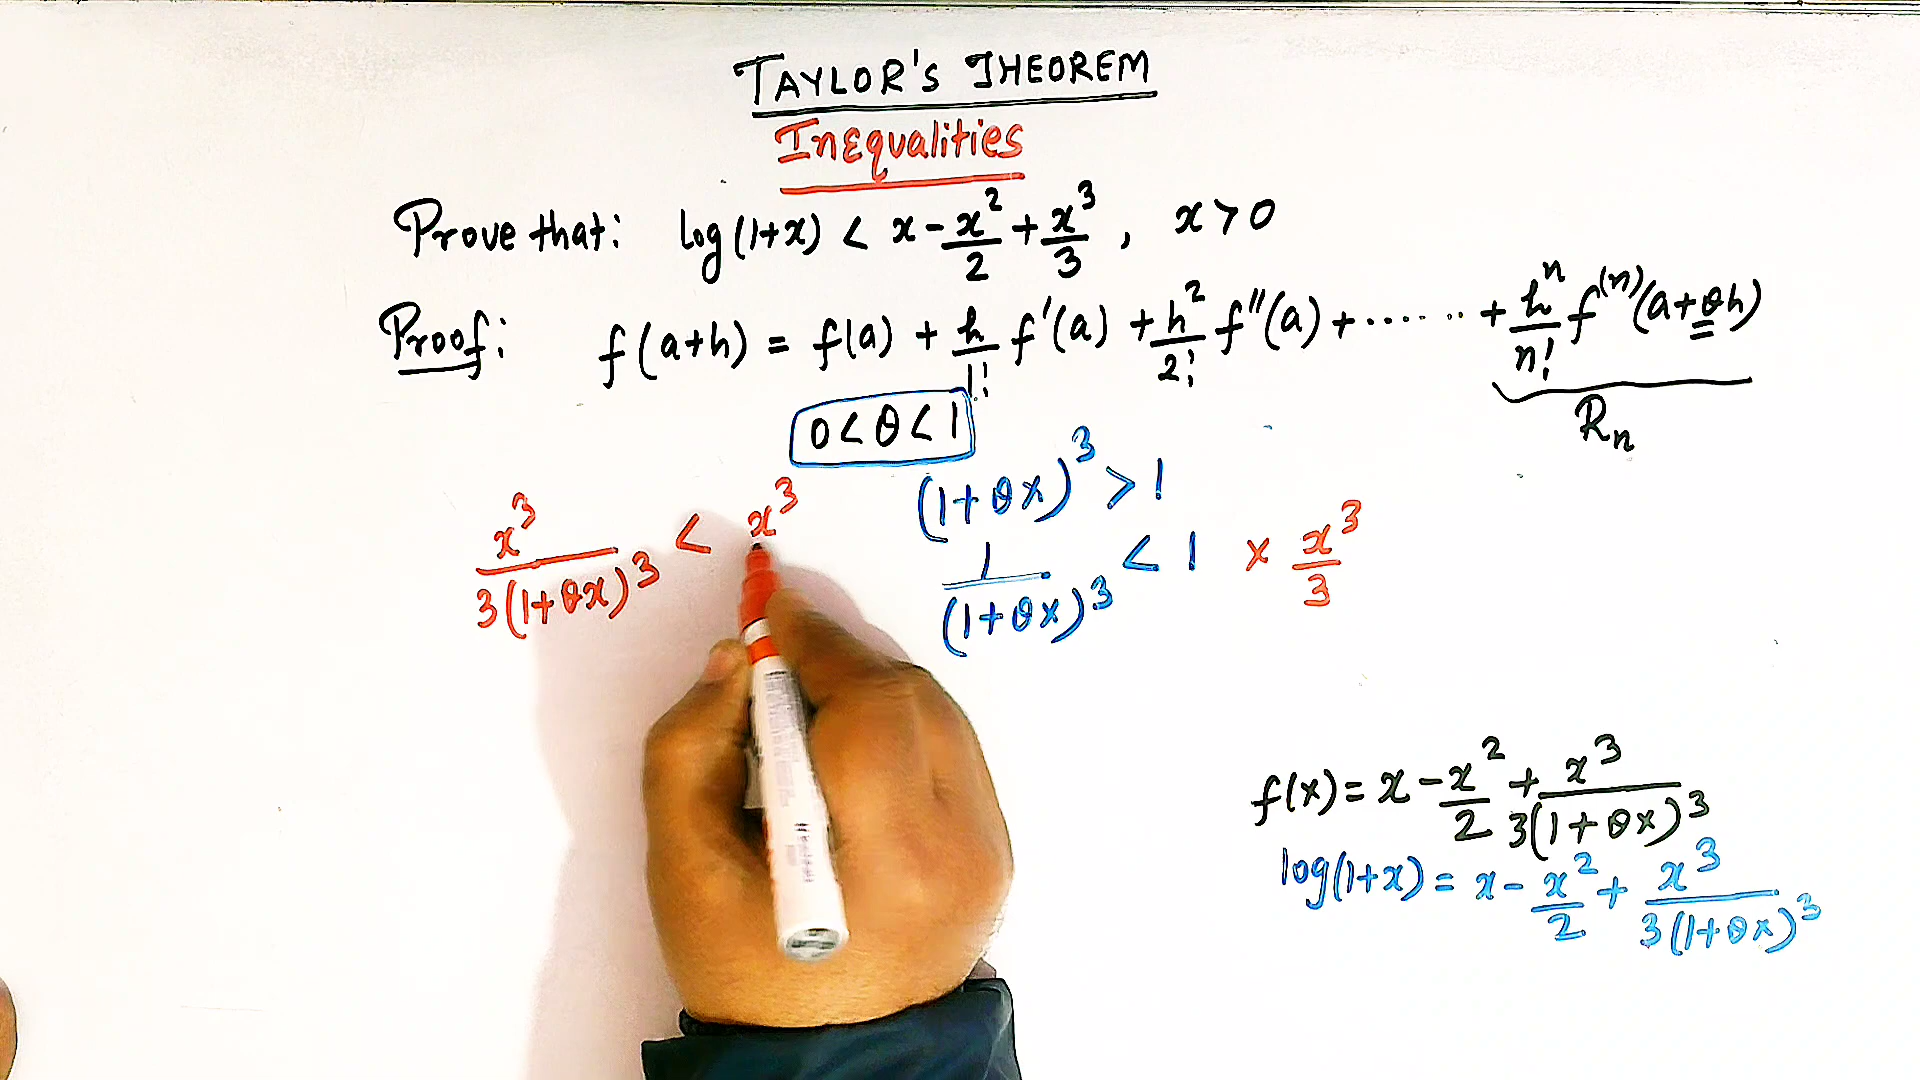 TAYLOR'S THEOREM
Inequalities
Prove that: log(1+x) < x - x²/2 + x³/3 , x > 0
Proof: f(a+h) = f(a) + h/1! f'(a) + h²/2! f''(a) + ...... + hⁿ/n! f⁽ⁿ⁾(a+θh)
Rₙ
0 < θ < 1
(1+θx)³ > 1
x³/3(1+θx)³ < x³
1/(1+θx)³ < 1 × x³/3
f(x) = x - x²/2 + x³/3(1+θx)³
log(1+x) = x - x²/2 + x³/3(1+θx)³